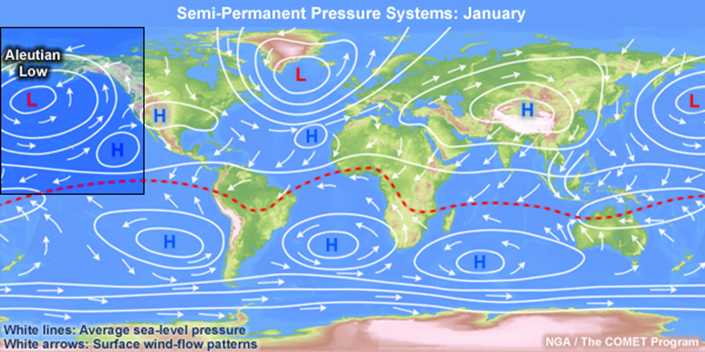 Semi-Permanent Pressure Systems: January
Aleutian
Low
L
L
L
H
H
H
H
H
H
H
White lines: Average sea-level pressure
White arrows: Surface wind-flow patterns
NGA / The COMET Program